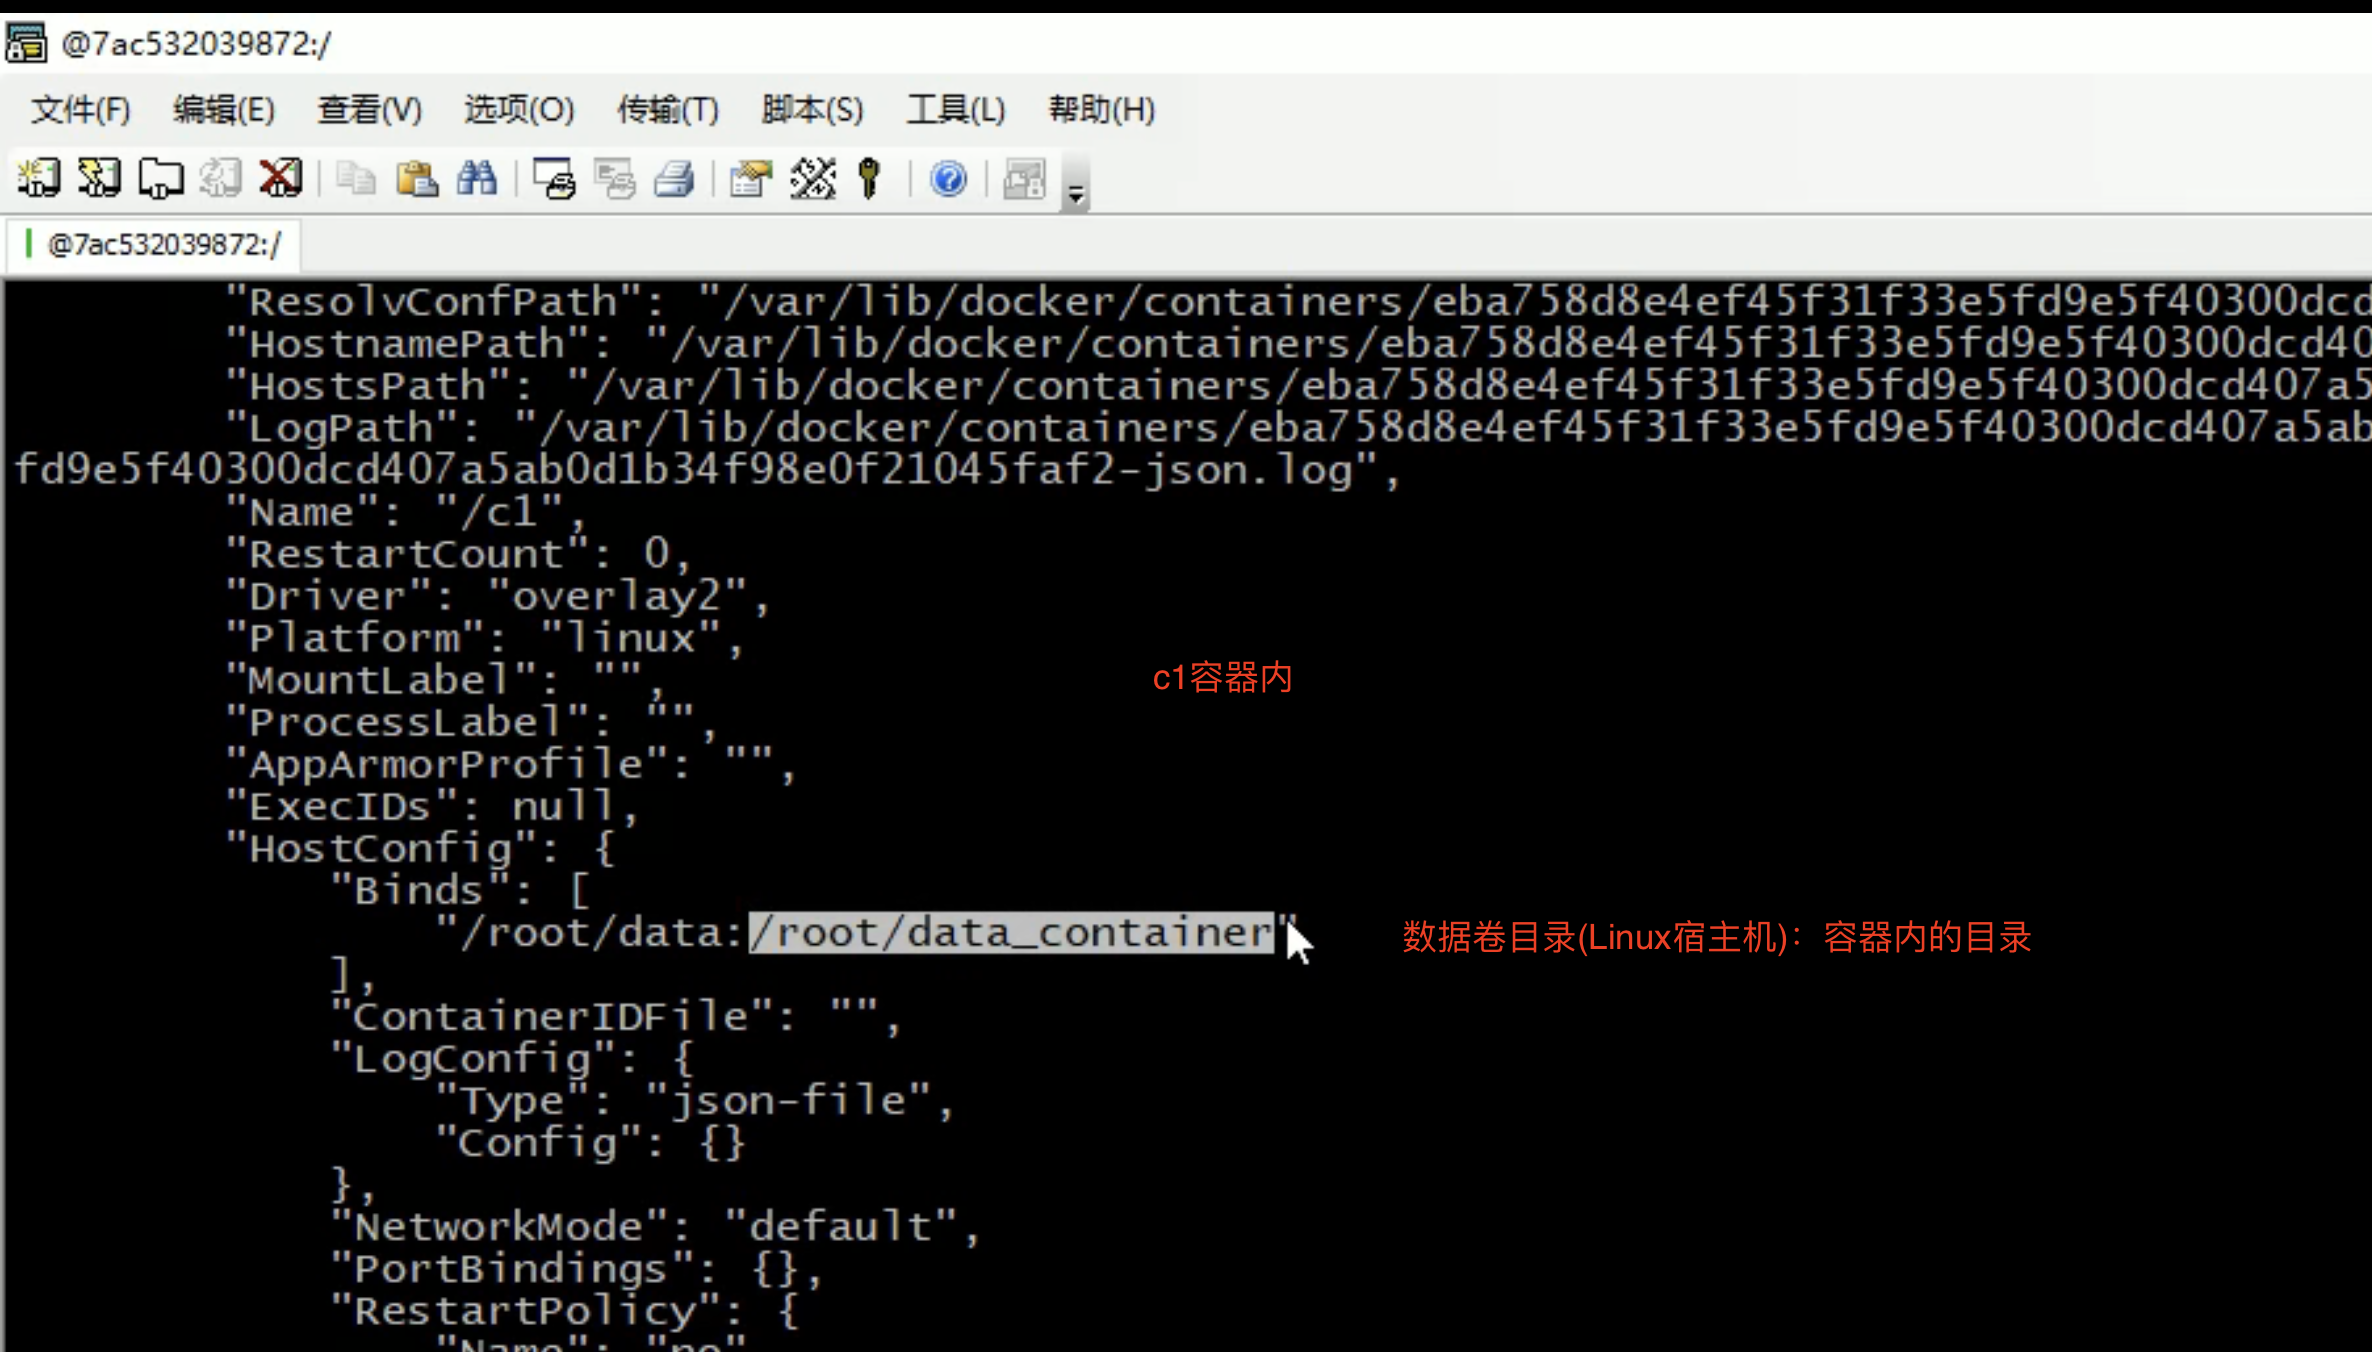 @7ac532039872:/
文件(F) 编辑(E) 查看(V) 选项(O) 传输(T) 脚本(S) 工具(L) 帮助(H)
@7ac532039872:/
"ResolvConfPath": "/var/lib/docker/containers/eba758d8e4ef45f31f33e5fd9e5f40300dcd
"HostnamePath": "/var/lib/docker/containers/eba758d8e4ef45f31f33e5fd9e5f40300dcd40
"HostsPath": "/var/lib/docker/containers/eba758d8e4ef45f31f33e5fd9e5f40300dcd407a5
"LogPath": "/var/lib/docker/containers/eba758d8e4ef45f31f33e5fd9e5f40300dcd407a5ab
fd9e5f40300dcd407a5ab0d1b34f98e0f21045faf2-json.log",
"Name": "/c1",
"RestartCount": 0,
"Driver": "overlay2",
"Platform": "linux",
"MountLabel": "",
c1容器内
"ProcessLabel": "",
"AppArmorProfile": "",
"ExecIDs": null,
"HostConfig": {
"Binds": [
"/root/data:/root/data_container"
数据卷目录(Linux宿主机)：容器内的目录
],
"ContainerIDFile": "",
"LogConfig": {
"Type": "json-file",
"Config": {}
},
"NetworkMode": "default",
"PortBindings": {},
"RestartPolicy": {
"Name": "no"